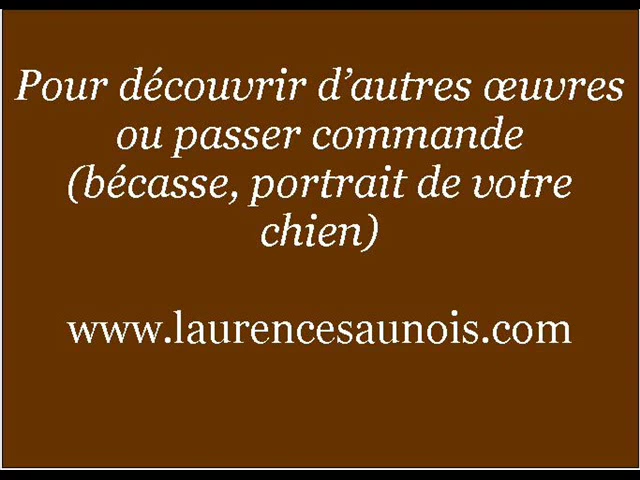 Pour découvrir d’autres œuvres
ou passer commande
(bécasse, portrait de votre
chien)
www.laurencesaunois.com